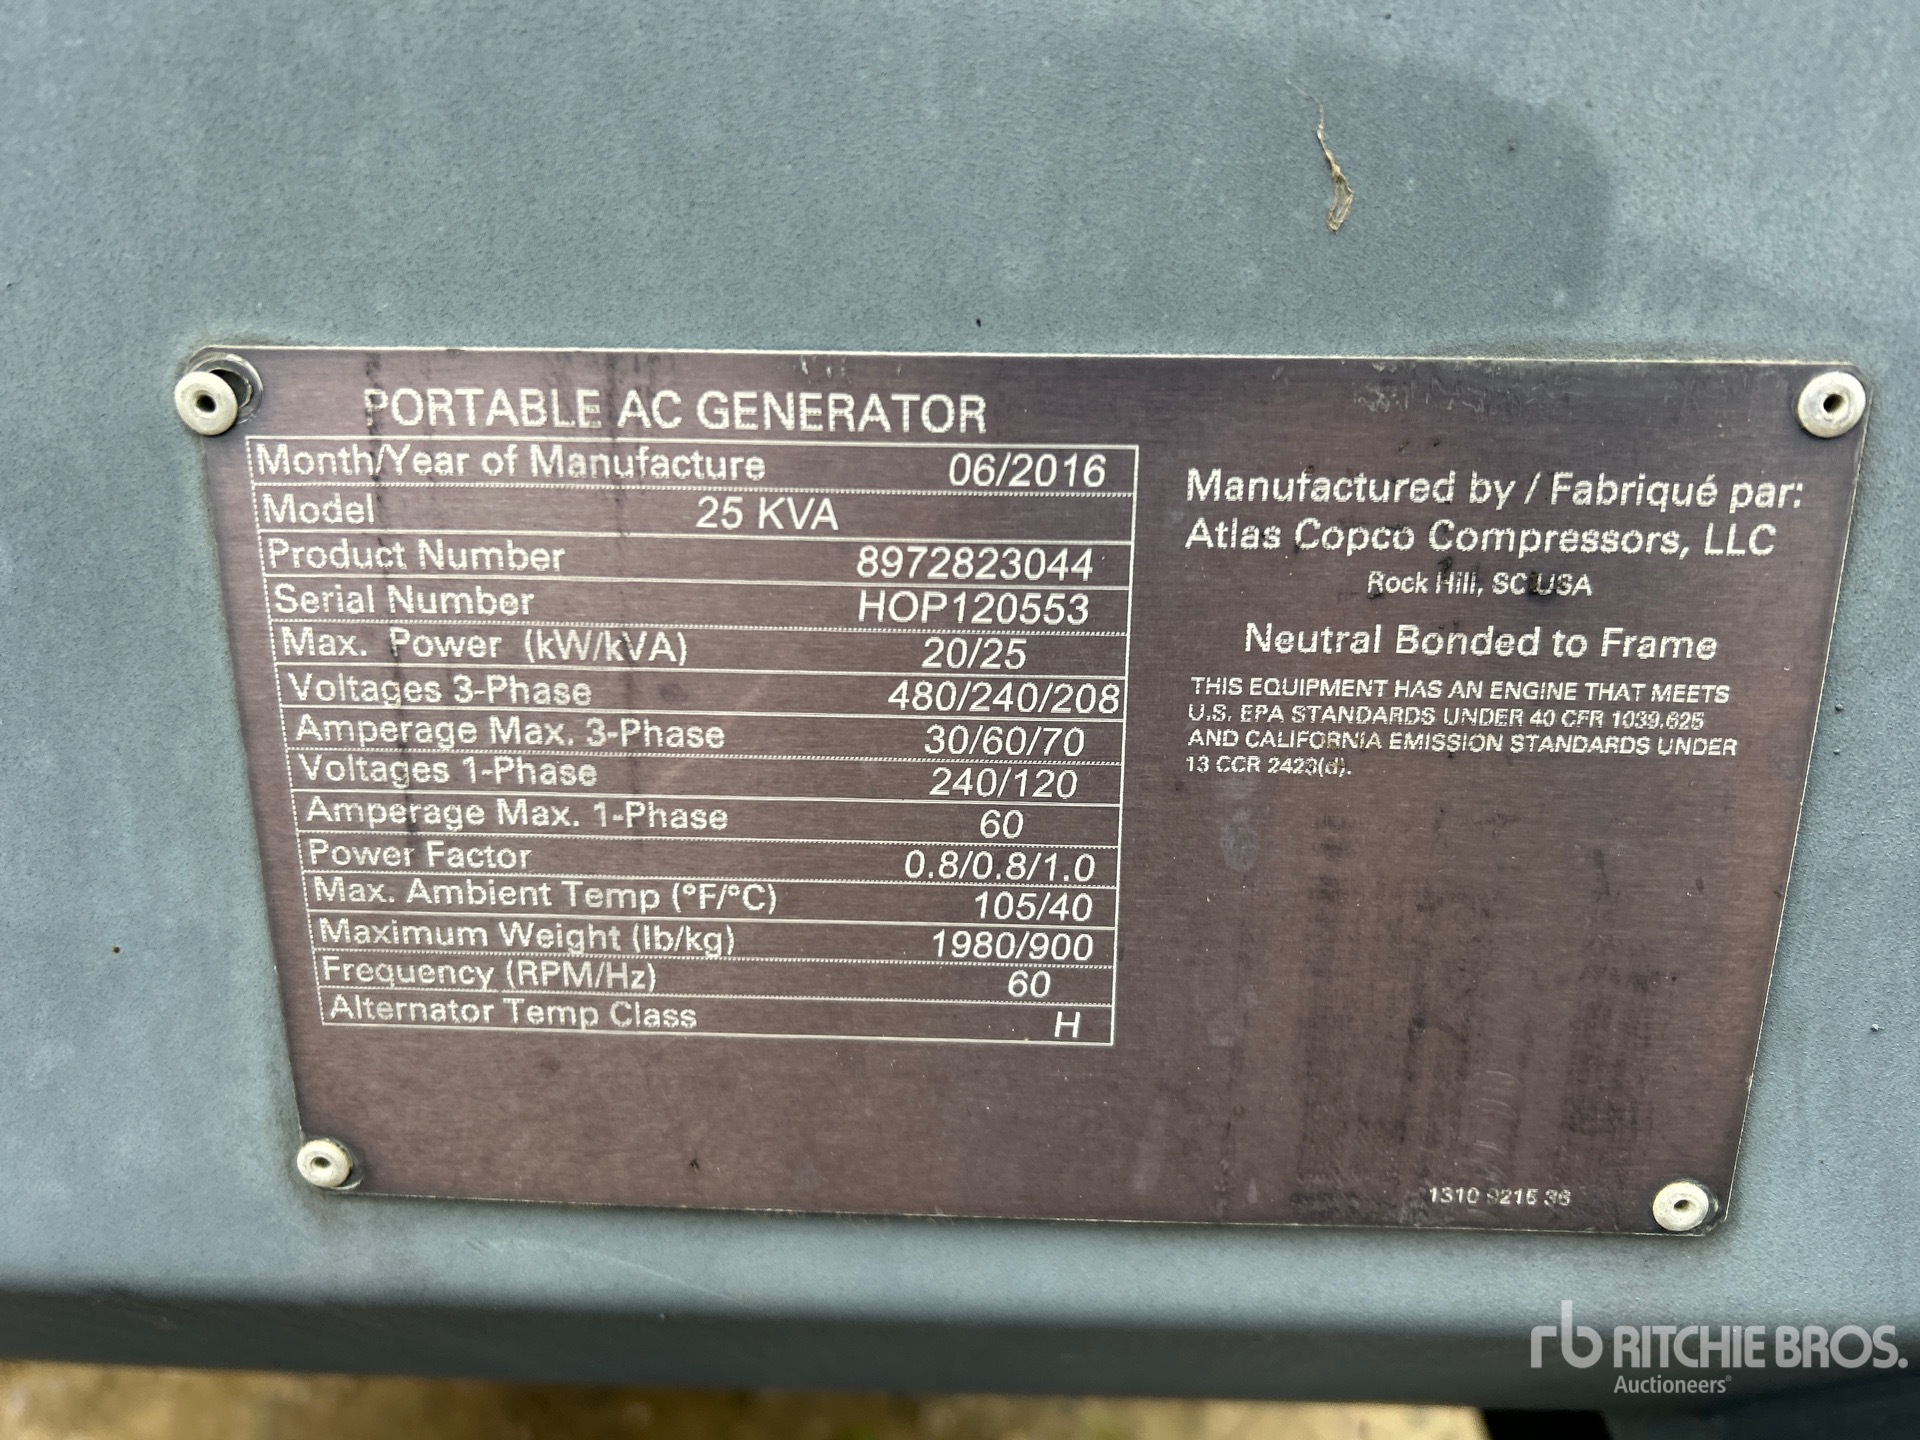 PORTABLE AC GENERATOR
Month/Year of Manufacture 06/2016
Model 25 KVA
Product Number 8972823044
Serial Number HOP120553
Max. Power (kW/kVA) 20/25
Voltages 3-Phase 480/240/208
Amperage Max. 3-Phase 30/60/70
Voltages 1-Phase 240/120
Amperage Max. 1-Phase 60
Power Factor 0.8/0.8/1.0
Max. Ambient Temp (°F/°C) 105/40
Maximum Weight (lb/kg) 1980/900
Frequency (RPM/Hz) 60
Alternator Temp Class H
Manufactured by / Fabriqué par:
Atlas Copco Compressors, LLC
Rock Hill, SC USA
Neutral Bonded to Frame
THIS EQUIPMENT HAS AN ENGINE THAT MEETS
U.S. EPA STANDARDS UNDER 40 CFR 1039.625
AND CALIFORNIA EMISSION STANDARDS UNDER
13 CCR 2423(d).
1310 9215 36
rb RITCHIE BROS.
Auctioneers®